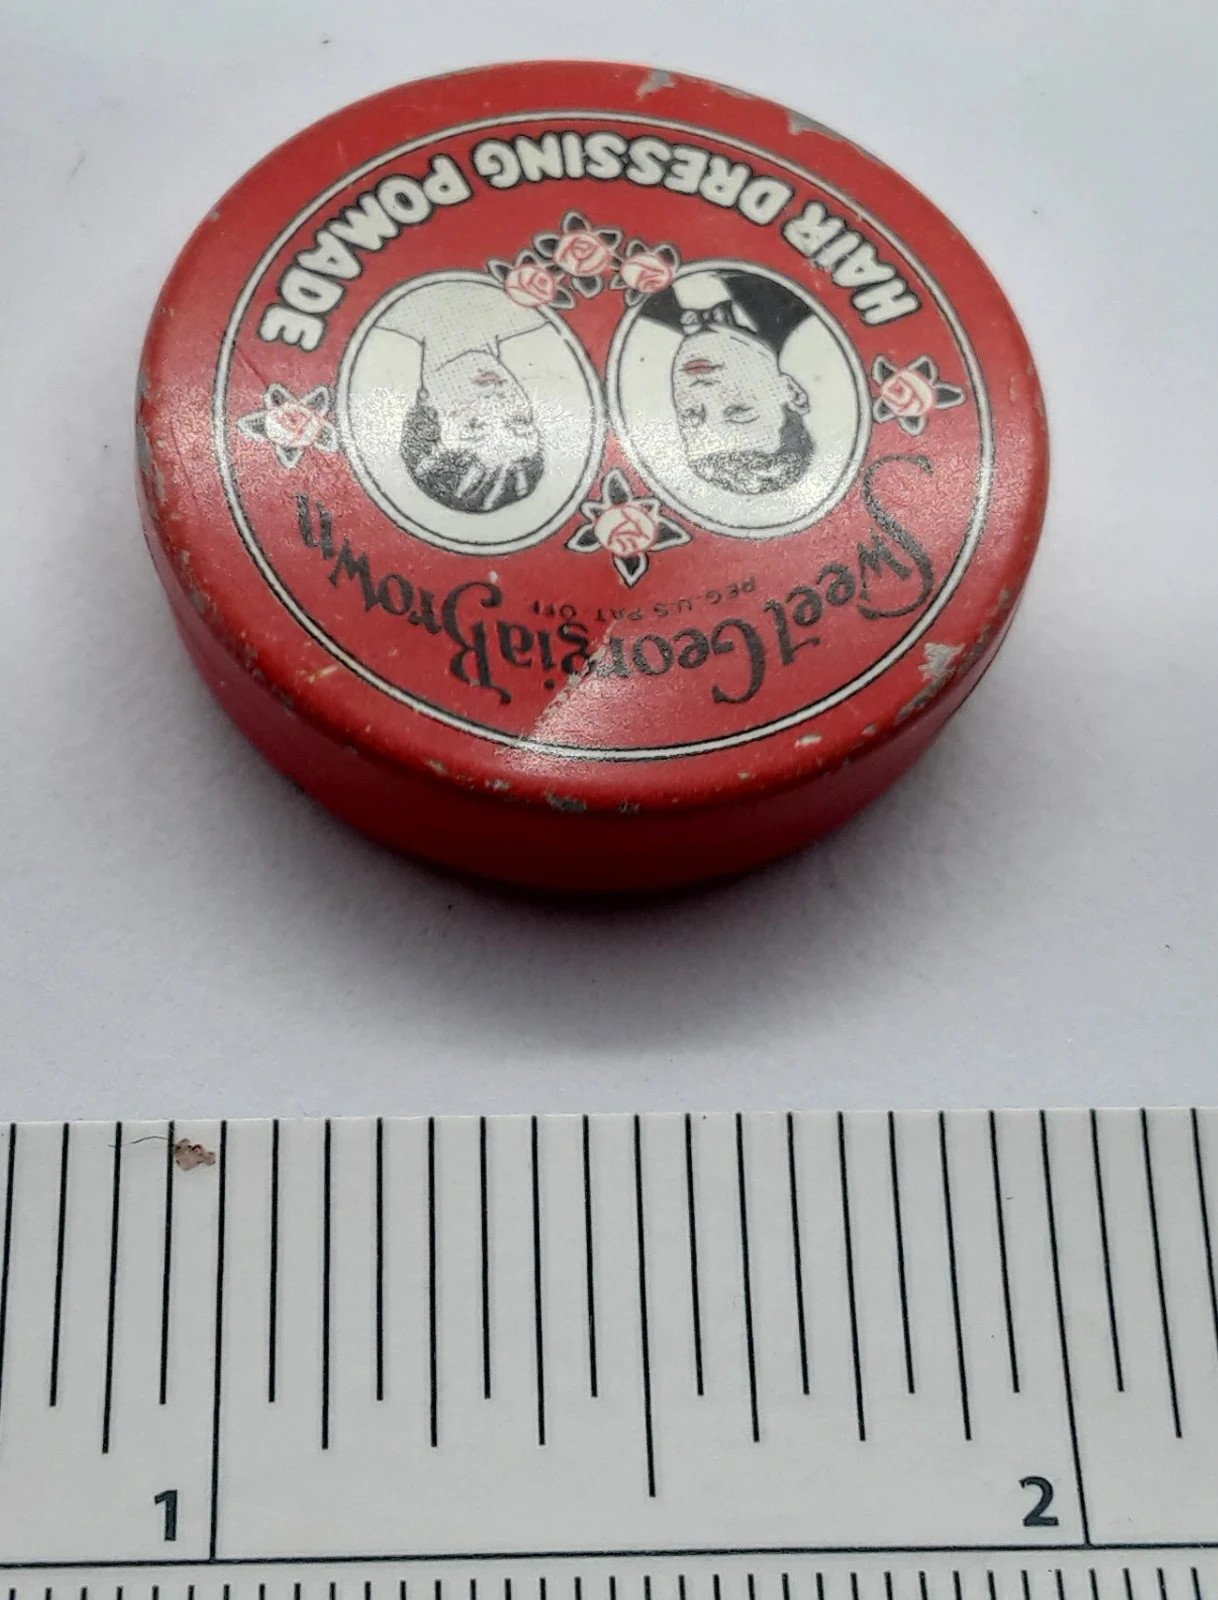 Sweet Georgia Brown
REG. U.S. PAT. OFF
HAIR DRESSING POMADE
1
2